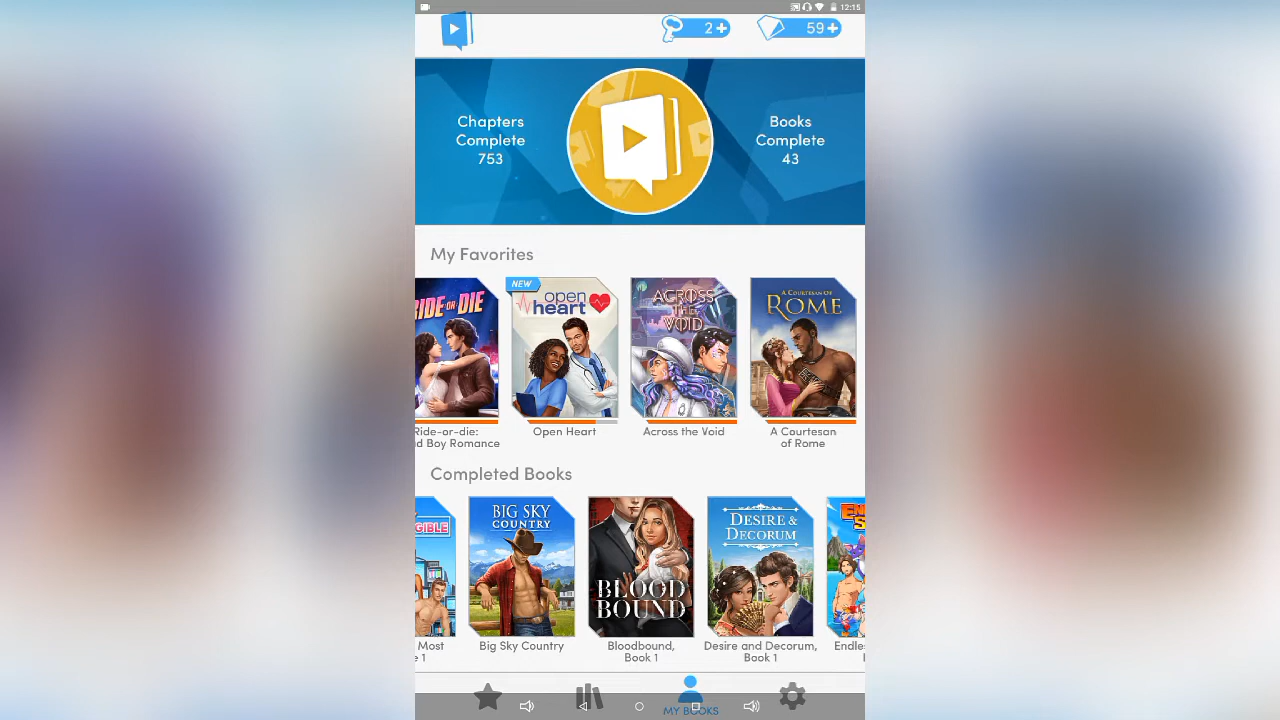 12:15
2+
59+
Chapters
Complete
753
Books
Complete
43
My Favorites
RIDE-OR-DIE
NEW
open
heart
ACROSS
THE
VOID
A COURTESAN OF
ROME
Ride-or-die:
d Boy Romance
Open Heart
Across the Void
A Courtesan
of Rome
Completed Books
GIBLE
BIG SKY
COUNTRY
BLOOD
BOUND
DESIRE &
DECORUM
Most
e 1
Big Sky Country
Bloodbound,
Book 1
Desire and Decorum,
Book 1
Endles
MY BOOKS